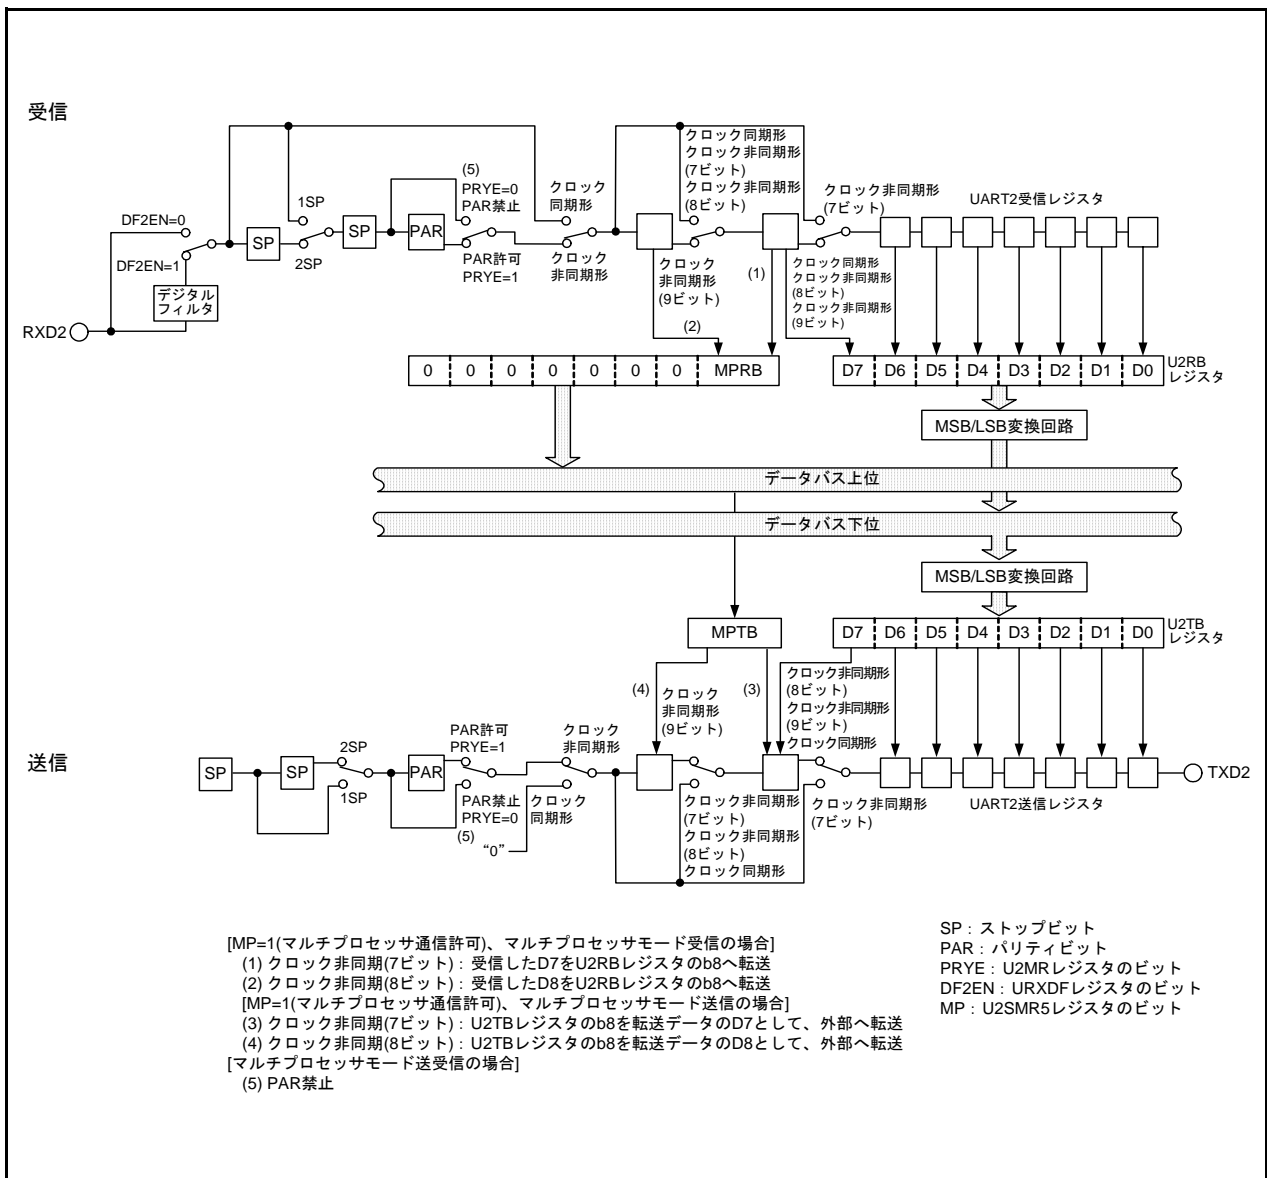 受信
DF2EN=0
DF2EN=1
デジタル
フィルタ
RXD2
SP
1SP
2SP
SP
PAR
(5)
PRYE=0
PAR禁止
PAR許可
PRYE=1
クロック
同期形
クロック
非同期形
クロック同期形
クロック非同期形
(7ビット)
クロック非同期形
(8ビット)
クロック
非同期形
(9ビット)
(2)
(1)
クロック非同期形
(7ビット)
クロック同期形
クロック非同期形
(8ビット)
クロック非同期形
(9ビット)
UART2受信レジスタ
0 0 0 0 0 0 0 MPRB
D7 D6 D5 D4 D3 D2 D1 D0
U2RB
レジスタ
MSB/LSB変換回路
データバス上位
データバス下位
MSB/LSB変換回路
MPTB
D7 D6 D5 D4 D3 D2 D1 D0
U2TB
レジスタ
送信
SP
SP
2SP
1SP
PAR
PAR許可
PRYE=1
PAR禁止
PRYE=0
(5)
クロック
非同期形
クロック
同期形
“0”
(4)
クロック
非同期形
(9ビット)
(3)
クロック非同期形
(8ビット)
クロック非同期形
(9ビット)
クロック同期形
クロック非同期形
(7ビット)
クロック非同期形
(8ビット)
クロック同期形
クロック非同期形
(7ビット)
UART2送信レジスタ
TXD2
[MP=1(マルチプロセッサ通信許可)、マルチプロセッサモード受信の場合]
(1) クロック非同期(7ビット)：受信したD7をU2RBレジスタのb8へ転送
(2) クロック非同期(8ビット)：受信したD8をU2RBレジスタのb8へ転送
[MP=1(マルチプロセッサ通信許可)、マルチプロセッサモード送信の場合]
(3) クロック非同期(7ビット)：U2TBレジスタのb8を転送データのD7として、外部へ転送
(4) クロック非同期(8ビット)：U2TBレジスタのb8を転送データのD8として、外部へ転送
[マルチプロセッサモード送受信の場合]
(5) PAR禁止
SP：ストップビット
PAR：パリティビット
PRYE：U2MRレジスタのビット
DF2EN：URXDFレジスタのビット
MP：U2SMR5レジスタのビット